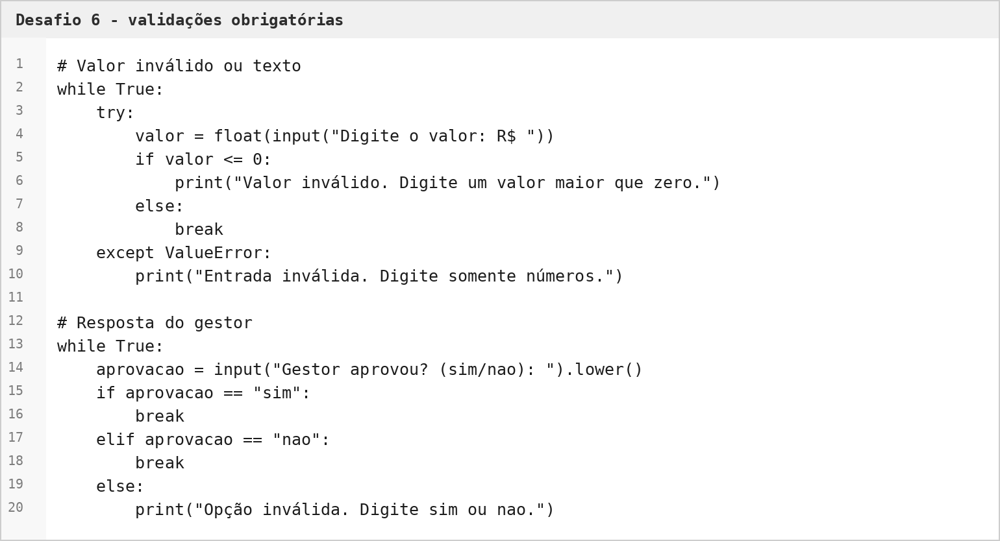 Desafio 6 - validações obrigatórias
1 # Valor inválido ou texto
2 while True:
3     try:
4         valor = float(input("Digite o valor: R$ "))
5         if valor <= 0:
6             print("Valor inválido. Digite um valor maior que zero.")
7         else:
8             break
9     except ValueError:
10         print("Entrada inválida. Digite somente números.")
11
12 # Resposta do gestor
13 while True:
14     aprovacao = input("Gestor aprovou? (sim/nao): ").lower()
15     if aprovacao == "sim":
16         break
17     elif aprovacao == "nao":
18         break
19     else:
20         print("Opção inválida. Digite sim ou nao.")